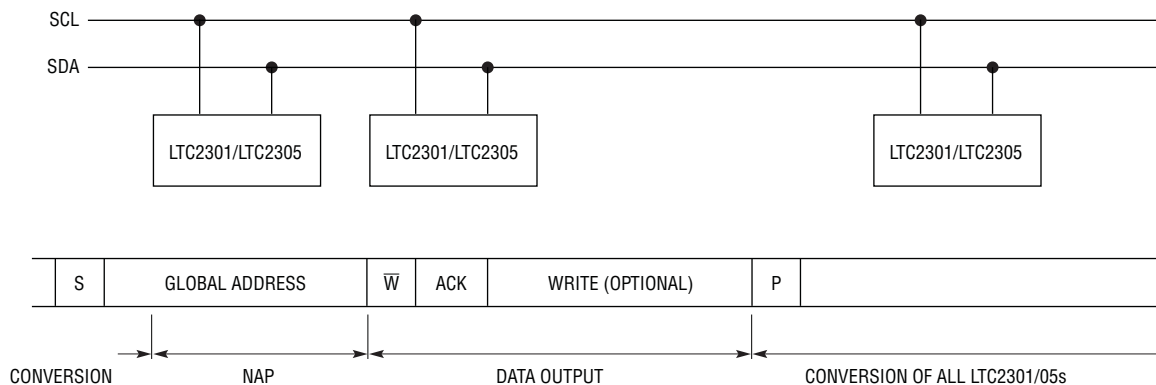 SCL
SDA
LTC2301/LTC2305 LTC2301/LTC2305 LTC2301/LTC2305
S GLOBAL ADDRESS W̅ ACK WRITE (OPTIONAL) P
CONVERSION NAP DATA OUTPUT CONVERSION OF ALL LTC2301/05s